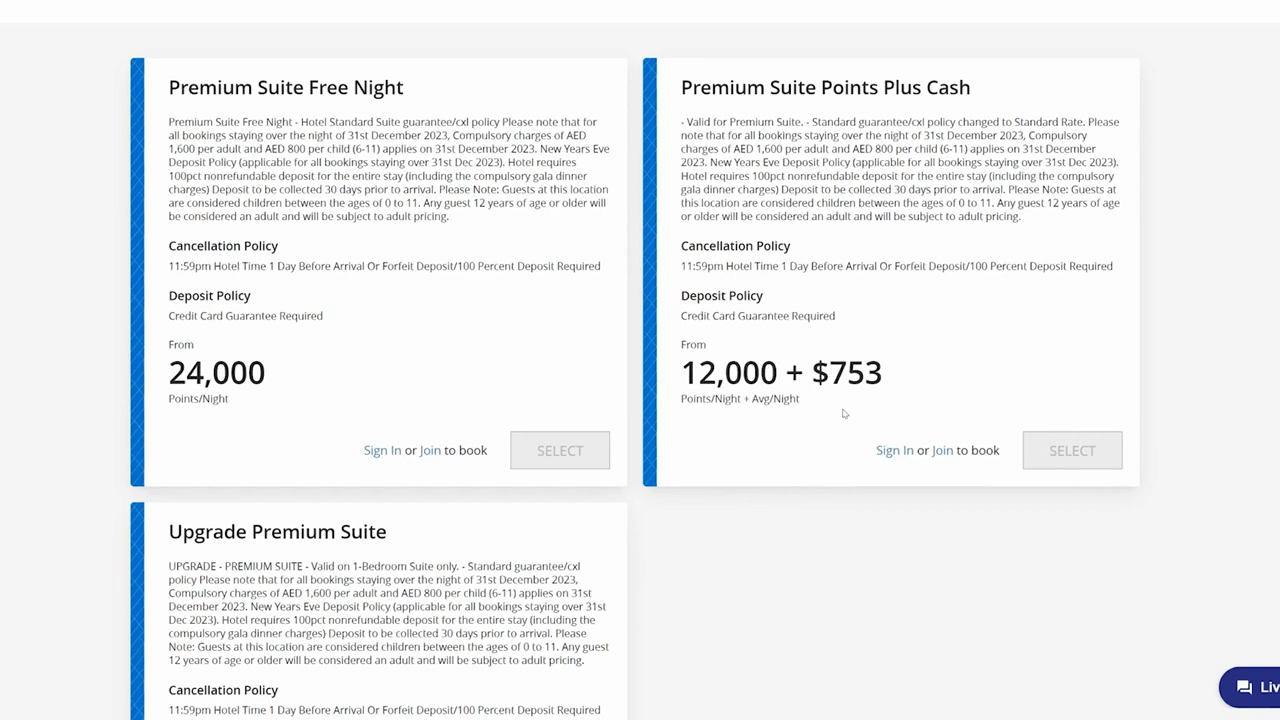 Premium Suite Free Night
Premium Suite Free Night - Hotel Standard Suite guarantee/cxl policy Please note that for
all bookings staying over the night of 31st December 2023, Compulsory charges of AED
1,600 per adult and AED 800 per child (6-11) applies on 31st December 2023. New Years Eve
Deposit Policy (applicable for all bookings staying over 31st Dec 2023). Hotel requires
100pct nonrefundable deposit for the entire stay (including the compulsory gala dinner
charges) Deposit to be collected 30 days prior to arrival. Please Note: Guests at this location
are considered children between the ages of 0 to 11. Any guest 12 years of age or older will
be considered an adult and will be subject to adult pricing.
Cancellation Policy
11:59pm Hotel Time 1 Day Before Arrival Or Forfeit Deposit/100 Percent Deposit Required
Deposit Policy
Credit Card Guarantee Required
From
24,000
Points/Night
Sign In or Join to book
SELECT
Premium Suite Points Plus Cash
- Valid for Premium Suite. - Standard guarantee/cxl policy changed to Standard Rate. Please
note that for all bookings staying over the night of 31st December 2023, Compulsory
charges of AED 1,600 per adult and AED 800 per child (6-11) applies on 31st December
2023. New Years Eve Deposit Policy (applicable for all bookings staying over 31st Dec 2023).
Hotel requires 100pct nonrefundable deposit for the entire stay (including the compulsory
gala dinner charges) Deposit to be collected 30 days prior to arrival. Please Note: Guests at
this location are considered children between the ages of 0 to 11. Any guest 12 years of age
or older will be considered an adult and will be subject to adult pricing.
Cancellation Policy
11:59pm Hotel Time 1 Day Before Arrival Or Forfeit Deposit/100 Percent Deposit Required
Deposit Policy
Credit Card Guarantee Required
From
12,000 + $753
Points/Night + Avg/Night
Sign In or Join to book
SELECT
Upgrade Premium Suite
UPGRADE - PREMIUM SUITE - Valid on 1-Bedroom Suite only. - Standard guarantee/cxl
policy Please note that for all bookings staying over the night of 31st December 2023,
Compulsory charges of AED 1,600 per adult and AED 800 per child (6-11) applies on 31st
December 2023. New Years Eve Deposit Policy (applicable for all bookings staying over 31st
Dec 2023). Hotel requires 100pct nonrefundable deposit for the entire stay (including the
compulsory gala dinner charges) Deposit to be collected 30 days prior to arrival. Please
Note: Guests at this location are considered children between the ages of 0 to 11. Any guest
12 years of age or older will be considered an adult and will be subject to adult pricing.
Cancellation Policy
11:59pm Hotel Time 1 Day Before Arrival Or Forfeit Deposit/100 Percent Deposit Required
Liv